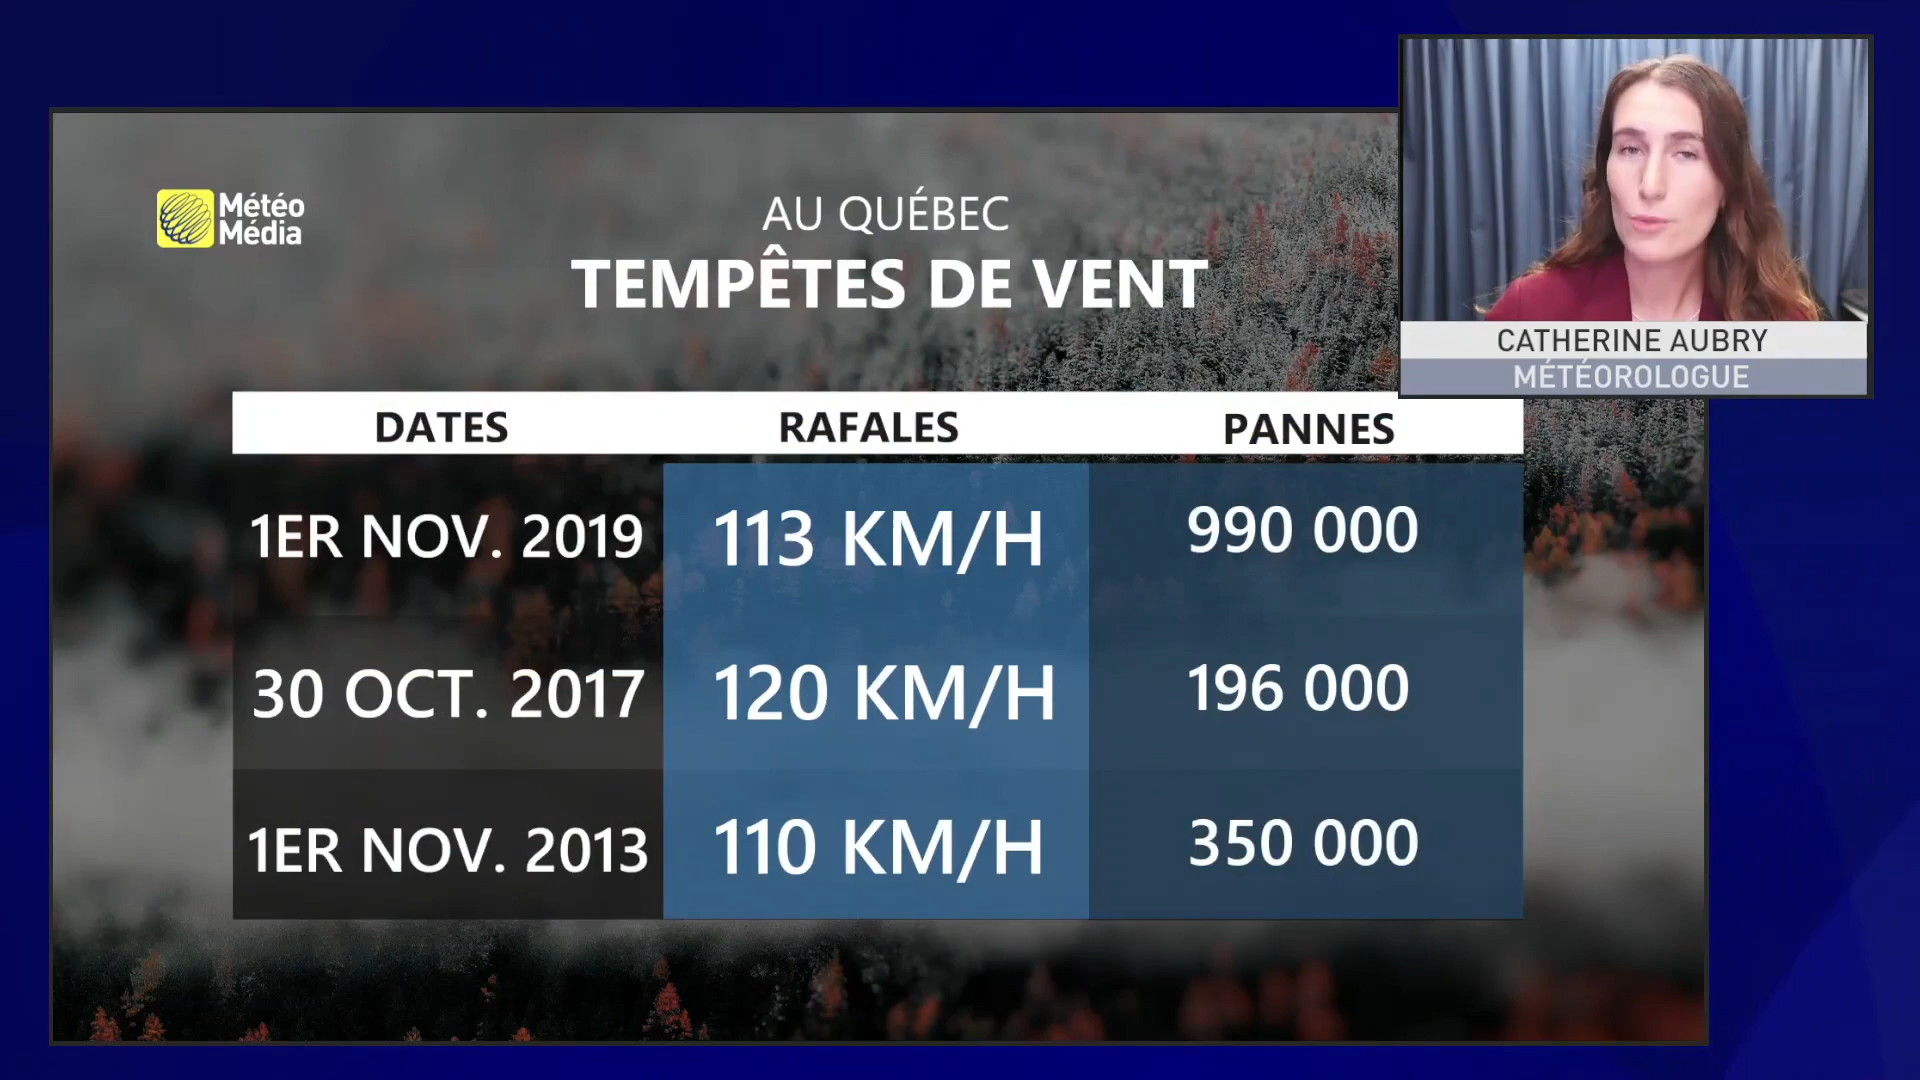 Météo
Média
AU QUÉBEC
TEMPÊTES DE VENT
CATHERINE AUBRY
MÉTÉOROLOGUE
DATES RAFALES PANNES
1ER NOV. 2019 113 KM/H 990 000
30 OCT. 2017 120 KM/H 196 000
1ER NOV. 2013 110 KM/H 350 000